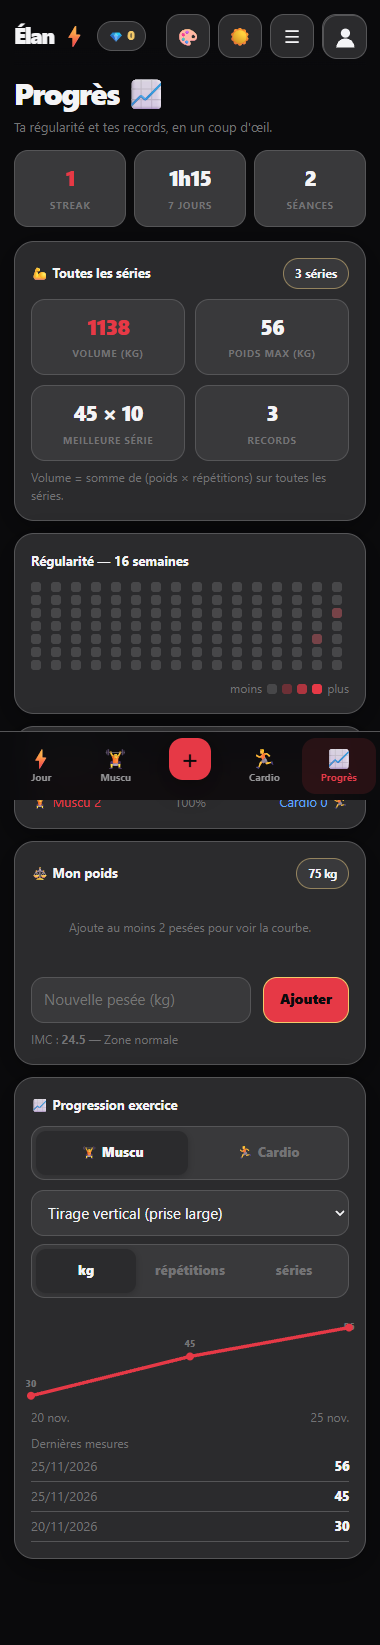 Élan ⚡ 💎 0 🎨 ☀️ ☰
Progrès 📈
Ta régularité et tes records, en un coup d'œil.
1 1h15 2
STREAK 7 JOURS SÉANCES
💪 Toutes les séries 3 séries
1138 56
VOLUME (KG) POIDS MAX (KG)
45 × 10 3
MEILLEURE SÉRIE RECORDS
Volume = somme de (poids × répétitions) sur toutes les
séries.
Régularité — 16 semaines
moins plus
+
Jour Muscu Cardio Progrès
Muscu 2 100% Cardio 0
⚖️ Mon poids 75 kg
Ajoute au moins 2 pesées pour voir la courbe.
Nouvelle pesée (kg) Ajouter
IMC : 24.5 — Zone normale
📈 Progression exercice
🏋️ Muscu 🏃 Cardio
Tirage vertical (prise large)
kg répétitions séries
56
45
30
20 nov. 25 nov.
Dernières mesures
25/11/2026 56
25/11/2026 45
20/11/2026 30